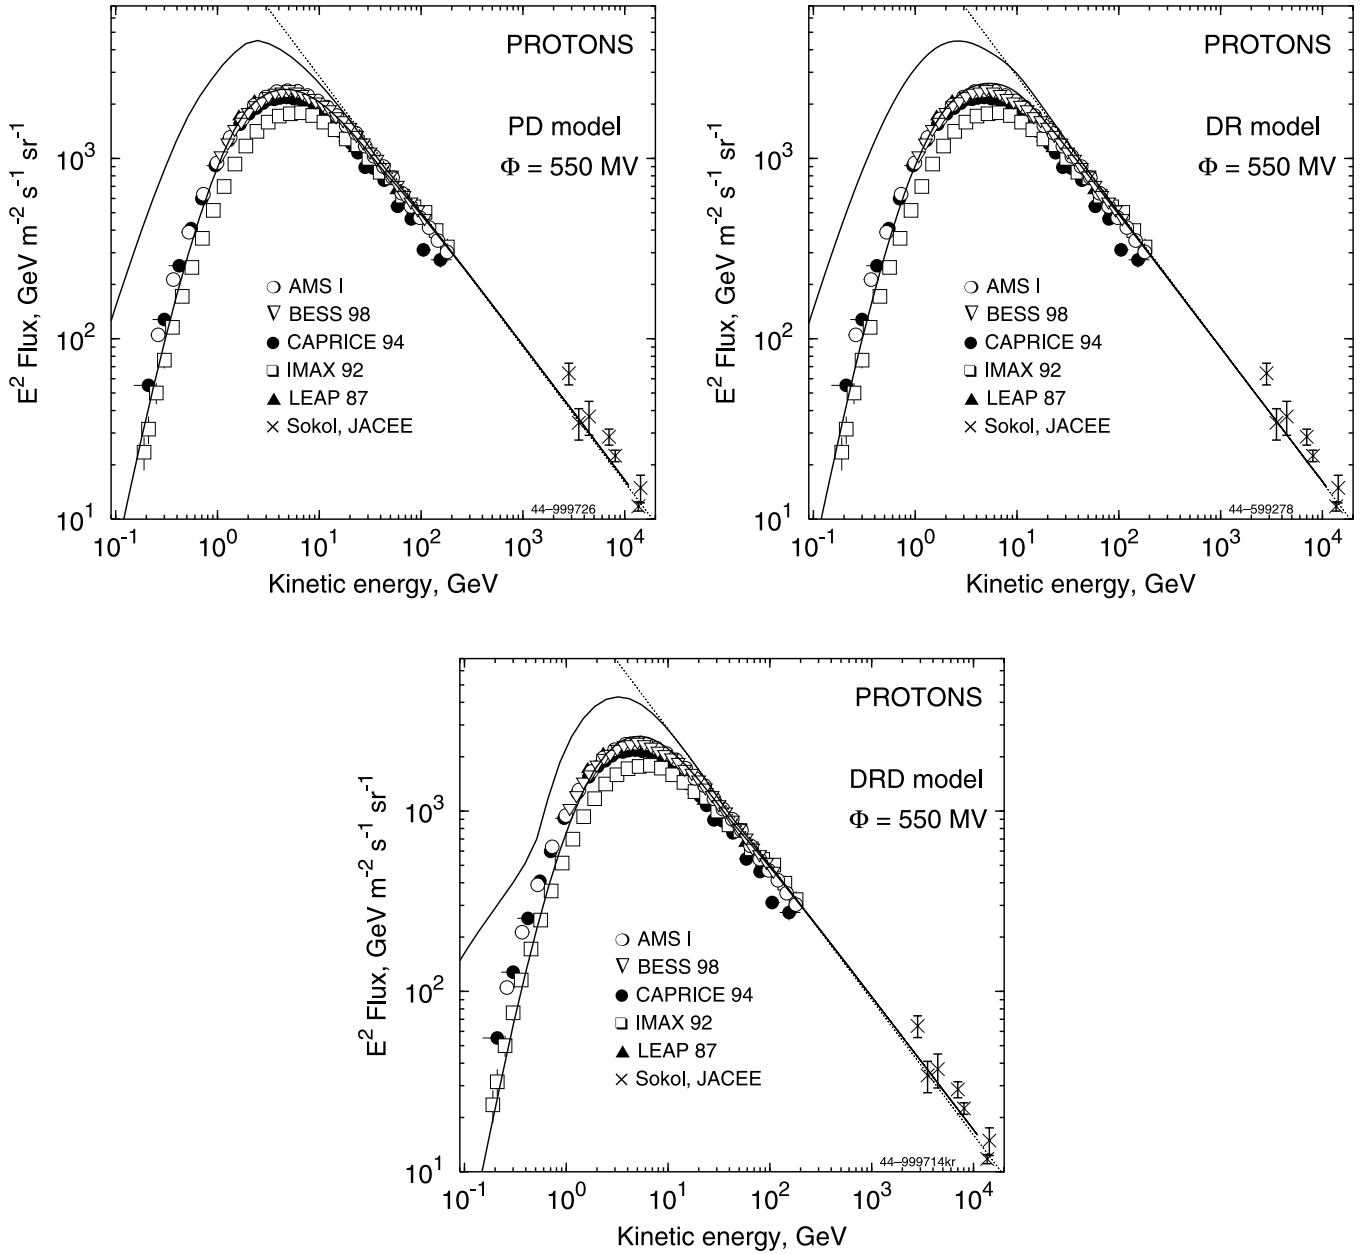 PROTONS
PD model
Φ = 550 MV
E² Flux, GeV m⁻² s⁻¹ sr⁻¹
10³
10²
10¹
AMS I
BESS 98
CAPRICE 94
IMAX 92
LEAP 87
Sokol, JACEE
44–999726
10⁻¹ 10⁰ 10¹ 10² 10³ 10⁴
Kinetic energy, GeV
PROTONS
DR model
Φ = 550 MV
E² Flux, GeV m⁻² s⁻¹ sr⁻¹
10³
10²
10¹
AMS I
BESS 98
CAPRICE 94
IMAX 92
LEAP 87
Sokol, JACEE
44–599278
10⁻¹ 10⁰ 10¹ 10² 10³ 10⁴
Kinetic energy, GeV
PROTONS
DRD model
Φ = 550 MV
E² Flux, GeV m⁻² s⁻¹ sr⁻¹
10³
10²
10¹
AMS I
BESS 98
CAPRICE 94
IMAX 92
LEAP 87
Sokol, JACEE
44–999714kr
10⁻¹ 10⁰ 10¹ 10² 10³ 10⁴
Kinetic energy, GeV